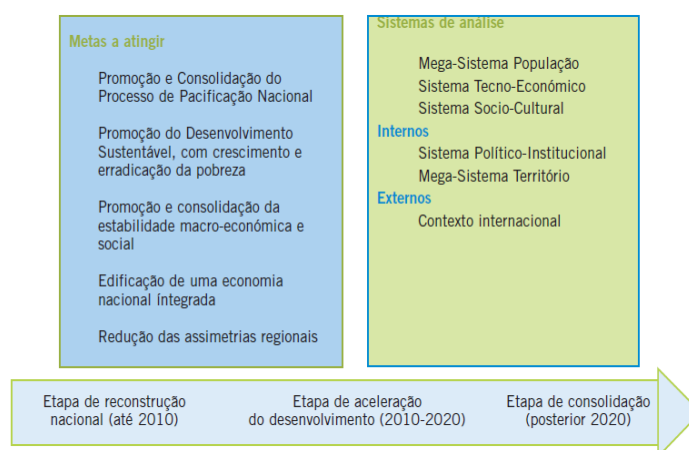 Metas a atingir
Promoção e Consolidação do
Processo de Pacificação Nacional
Promoção do Desenvolvimento
Sustentável, com crescimento e
erradicação da pobreza
Promoção e consolidação da
estabilidade macro-económica e
social
Edificação de uma economia
nacional íntegrada
Redução das assimetrias regionais
Sistemas de análise
Mega-Sistema População
Sistema Tecno-Económico
Sistema Socio-Cultural
Internos
Sistema Político-Institucional
Mega-Sistema Território
Externos
Contexto internacional
Etapa de reconstrução
nacional (até 2010)
Etapa de aceleração
do desenvolvimento (2010-2020)
Etapa de consolidação
(posterior 2020)